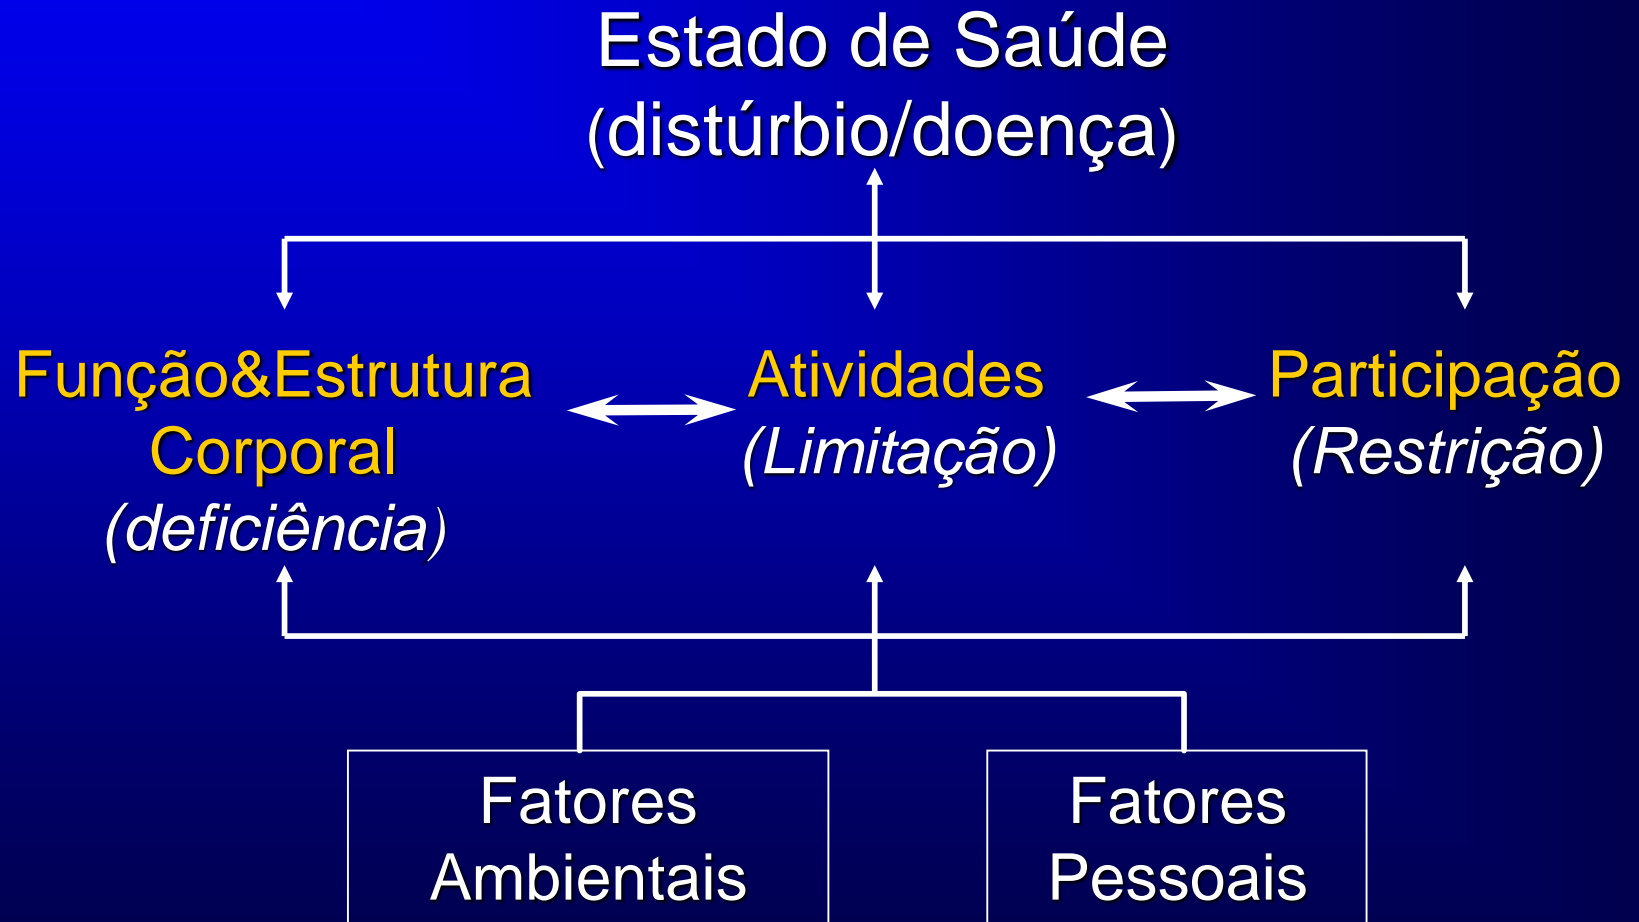 Estado de Saúde
(distúrbio/doença)
Função&Estrutura
Corporal
(deficiência)
Atividades
(Limitação)
Participação
(Restrição)
Fatores
Ambientais
Fatores
Pessoais